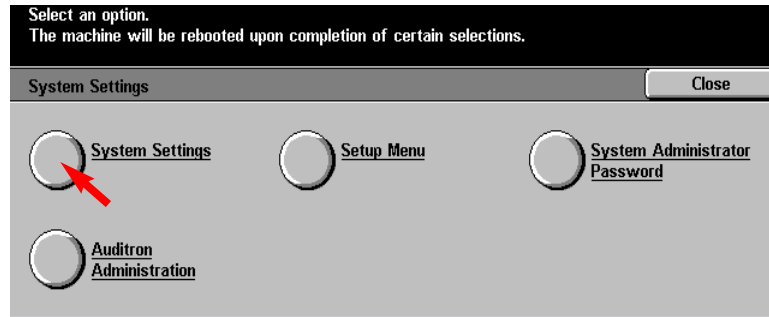 Select an option.
The machine will be rebooted upon completion of certain selections.
System Settings
Close
System Settings
Setup Menu
System Administrator
Password
Auditron
Administration